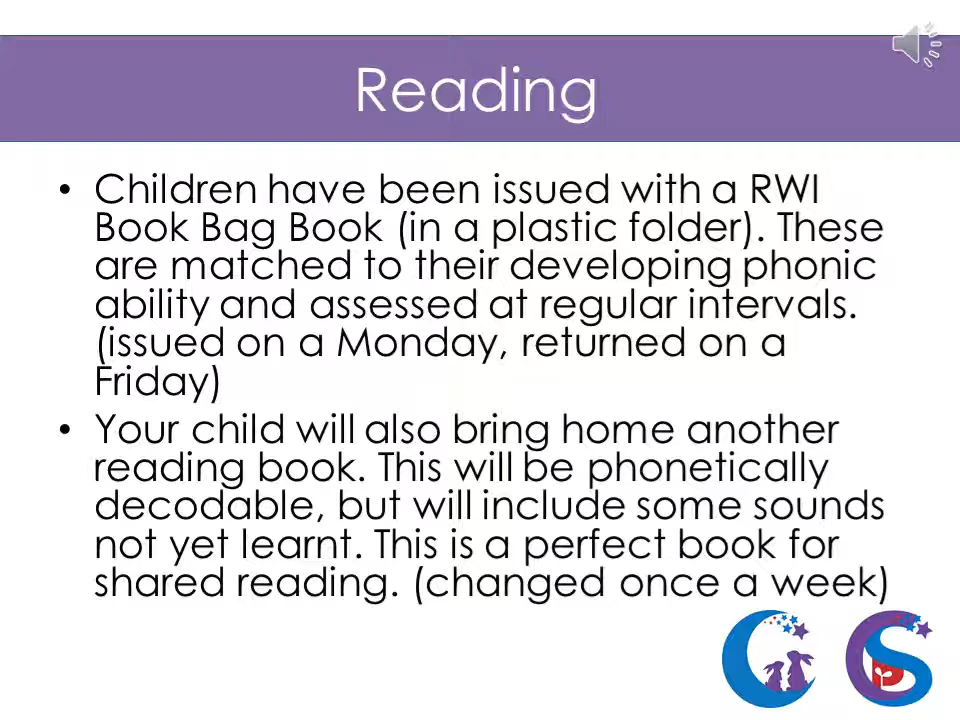 Reading
• Children have been issued with a RWI
Book Bag Book (in a plastic folder). These
are matched to their developing phonic
ability and assessed at regular intervals.
(issued on a Monday, returned on a
Friday)
• Your child will also bring home another
reading book. This will be phonetically
decodable, but will include some sounds
not yet learnt. This is a perfect book for
shared reading. (changed once a week)